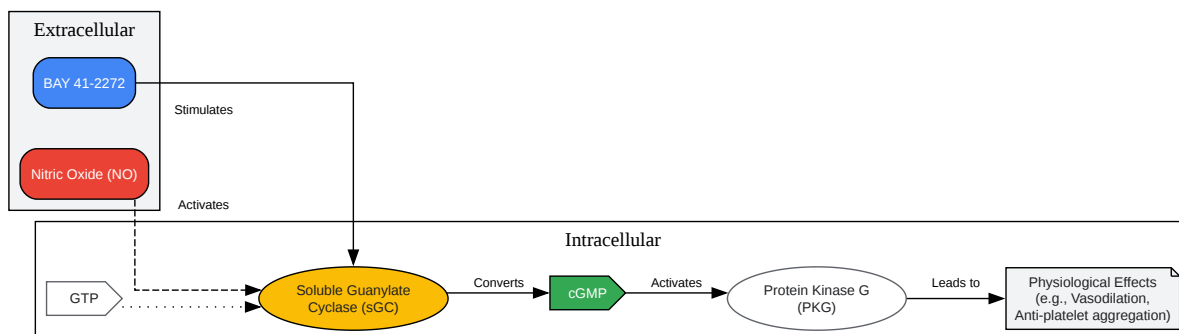 Extracellular
BAY 41-2272
Stimulates
Nitric Oxide (NO)
Activates
Intracellular
GTP
Soluble Guanylate
Cyclase (sGC)
Converts
cGMP
Activates
Protein Kinase G
(PKG)
Leads to
Physiological Effects
(e.g., Vasodilation,
Anti-platelet aggregation)